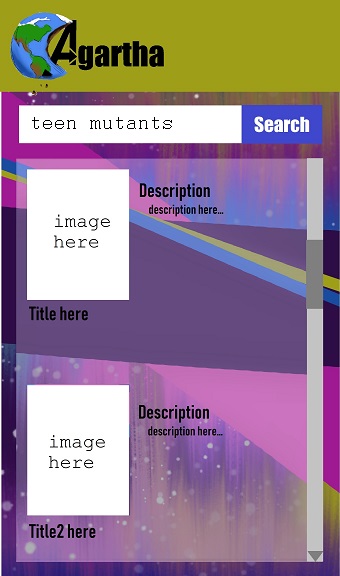 Agartha
teen mutants
Search
image
here
Description
description here...
Title here
image
here
Description
description here...
Title2 here